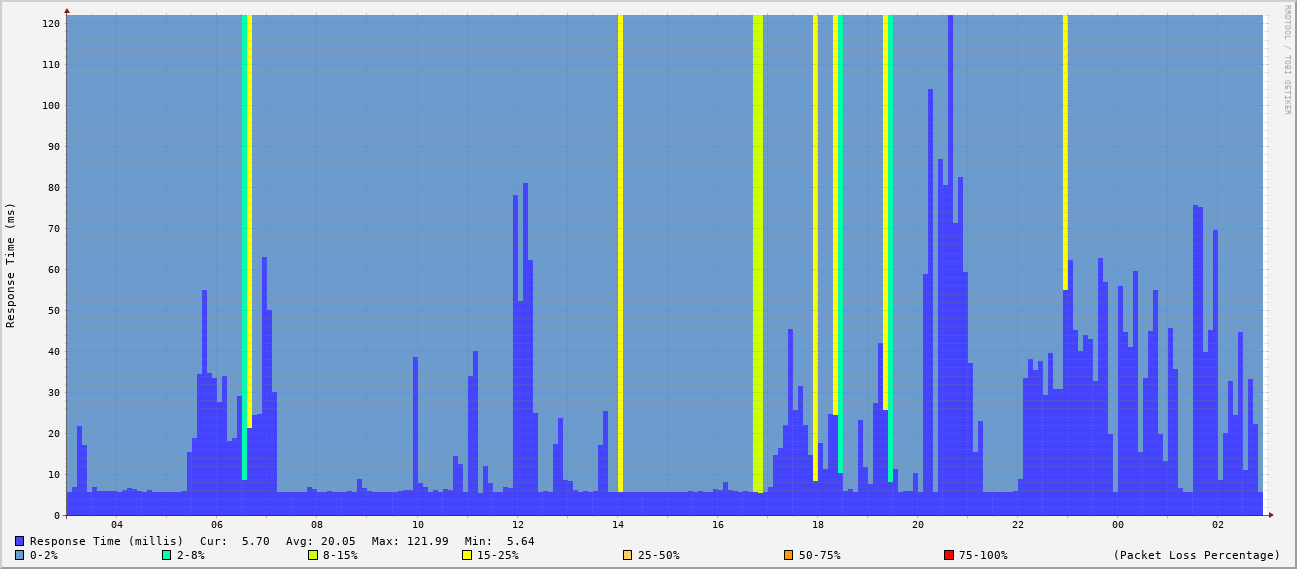 RRDTOOL / TOBI OETIKER
Response Time (ms)
120
110
100
90
80
70
60
50
40
30
20
10
0
04 06 08 10 12 14 16 18 20 22 00 02
Response Time (millis) Cur: 5.70 Avg: 20.05 Max: 121.99 Min: 5.64
0-2% 2-8% 8-15% 15-25% 25-50% 50-75% 75-100% (Packet Loss Percentage)